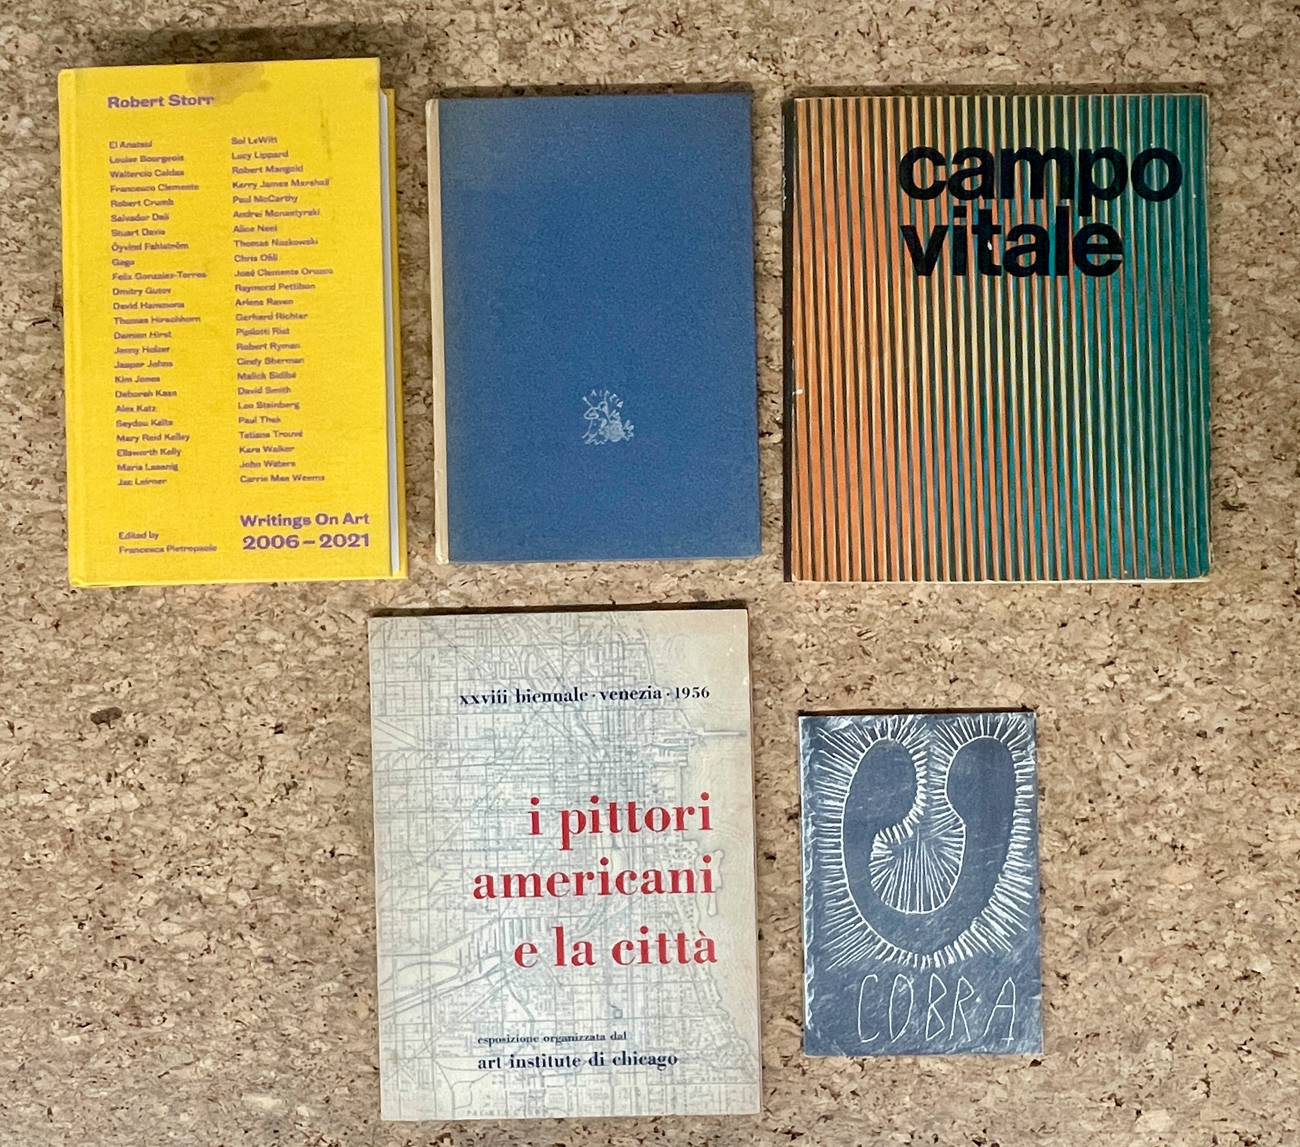 Robert Storr
El Anatsui
Louise Bourgeois
Waltercio Caldas
Francesco Clemente
Robert Crumb
Salvador Dalí
Stuart Davis
Öyvind Fahlström
Gego
Felix Gonzalez-Torres
Dmitry Gutov
David Hammons
Thomas Hirschhorn
Damien Hirst
Jenny Holzer
Jasper Johns
Kim Jones
Deborah Kass
Alex Katz
Seydou Keïta
Mary Reid Kelley
Ellsworth Kelly
Maria Lassnig
Jac Leirner
Sol LeWitt
Lucy Lippard
Robert Mangold
Kerry James Marshall
Paul McCarthy
Andrei Monastyrski
Alice Neel
Thomas Nozkowski
Chris Ofili
José Clemente Orozco
Raymond Pettibon
Arlene Raven
Gerhard Richter
Pipilotti Rist
Robert Ryman
Cindy Sherman
Malick Sidibé
David Smith
Leo Steinberg
Paul Thek
Tatiana Trouvé
Kara Walker
John Waters
Carrie Mae Weems
Edited by
Francesca Pietropaolo
Writings On Art
2006 – 2021
campo
vitale
xxviii biennale · venezia · 1956
i pittori
americani
e la città
esposizione organizzata dal
art institute di chicago
COBRA